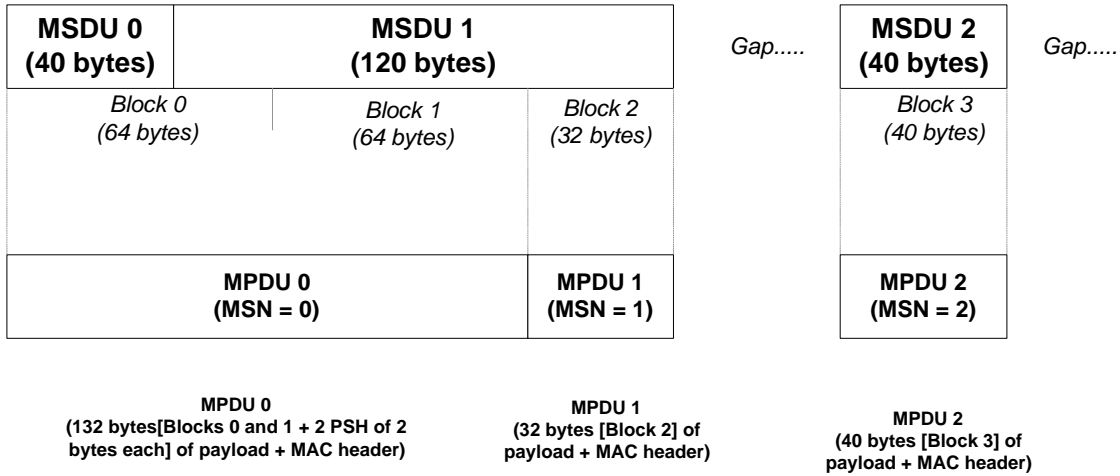 MSDU 0
(40 bytes)
MSDU 1
(120 bytes)
Gap.....
MSDU 2
(40 bytes)
Gap.....
Block 0
(64 bytes)
Block 1
(64 bytes)
Block 2
(32 bytes)
Block 3
(40 bytes)
MPDU 0
(MSN = 0)
MPDU 1
(MSN = 1)
MPDU 2
(MSN = 2)
MPDU 0
(132 bytes[Blocks 0 and 1 + 2 PSH of 2
bytes each] of payload + MAC header)
MPDU 1
(32 bytes [Block 2] of
payload + MAC header)
MPDU 2
(40 bytes [Block 3] of
payload + MAC header)